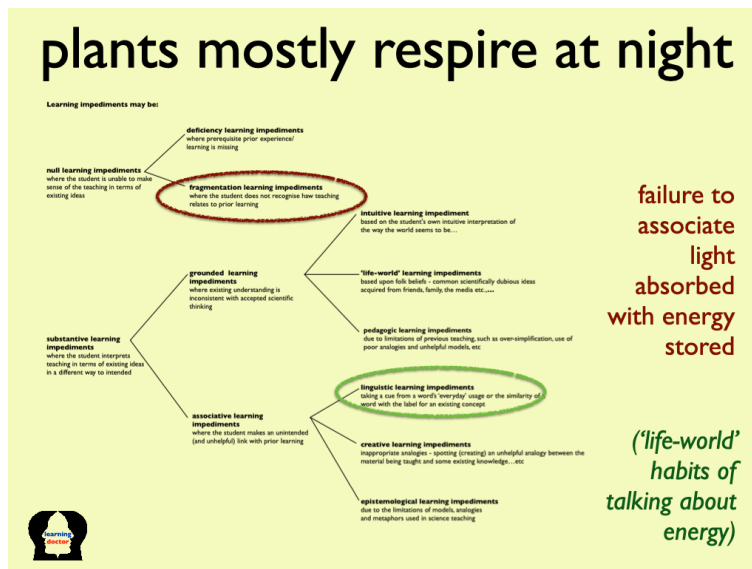 plants mostly respire at night
Learning impediments may be:
deficiency learning impediments
where prerequisite prior experience/
learning is missing
null learning impediments
where the student is unable to make
sense of the teaching in terms of
existing ideas
fragmentation learning impediments
where the student does not recognise haw teaching
relates to prior learning
intuitive learning impediment
based on the student's own intuitive interpretation of
the way the world seems to be…
grounded learning
impediments
where existing understanding is
inconsistent with accepted scientific
thinking
'life-world' learning impediments
based upon folk beliefs - common scientifically dubious ideas
acquired from friends, family, the media etc.,...
pedagogic learning impediments
due to limitations of previous teaching, such as over-simplification, use of
poor analogies and unhelpful models, etc
substantive learning
impediments
where the student interprets
teaching in terms of existing ideas
in a different way to intended
linguistic learning impediments
taking a cue from a word's 'everyday' usage or the similarity of
word with the label for an existing concept
associative learning
impediments
where the student makes an unintended
(and unhelpful) link with prior learning
creative learning impediments
inappropriate analogies - spotting (creating) an unhelpful analogy between the
material being taught and some existing knowledge…etc
epistemological learning impediments
due to the limitations of models, analogies
and metaphors used in science teaching
failure to
associate
light
absorbed
with energy
stored
('life-world'
habits of
talking about
energy)
learning
doctor